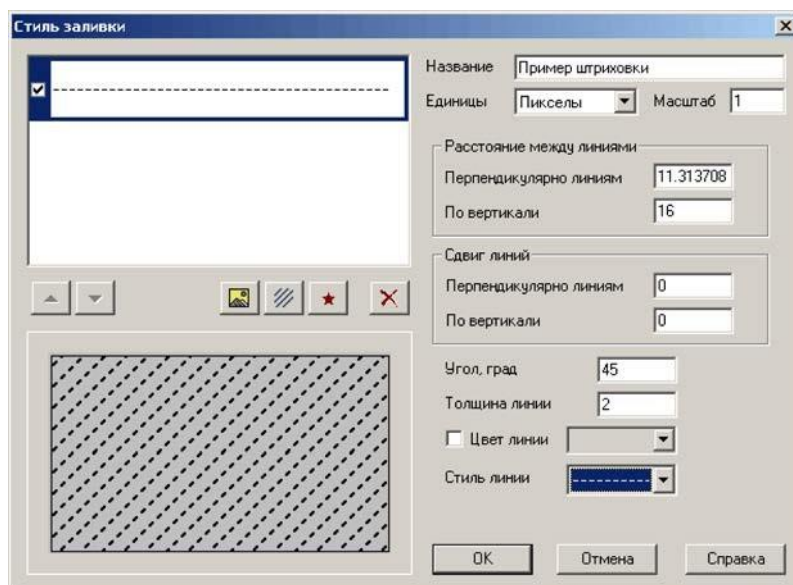 Стиль заливки
Название Пример штриховки
Единицы Пикселы Масштаб 1
Расстояние между линиями
Перпендикулярно линиям 11.313708
По вертикали 16
Сдвиг линий
Перпендикулярно линиям 0
По вертикали 0
Угол, град 45
Толщина линии 2
Цвет линии
Стиль линии
OK Отмена Справка